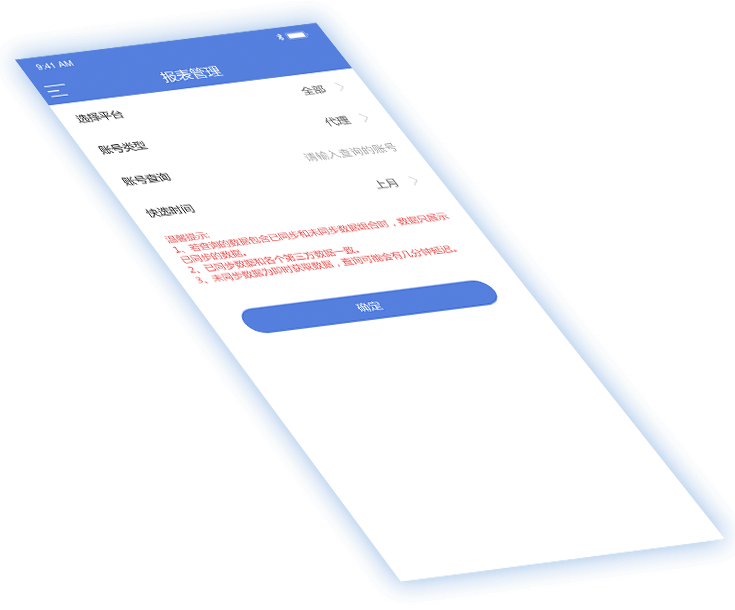 9:41 AM
报表管理
选择平台 全部
账号类型 代理
账号查询 请输入查询的账号
快选时间 上月
温馨提示:
1、若查询的数据包含已同步和未同步数据组合时，数据只展示
已同步的数据。
2、已同步数据和各个第三方数据一致。
3、未同步数据为即时获取数据，查询可能会有几分钟延迟。
确定